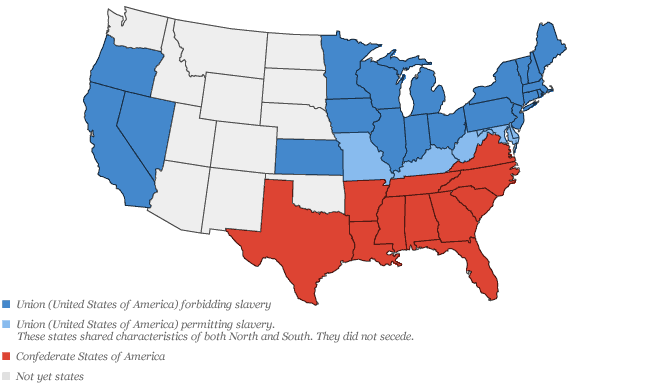 Union (United States of America) forbidding slavery
Union (United States of America) permitting slavery.
These states shared characteristics of both North and South. They did not secede.
Confederate States of America
Not yet states